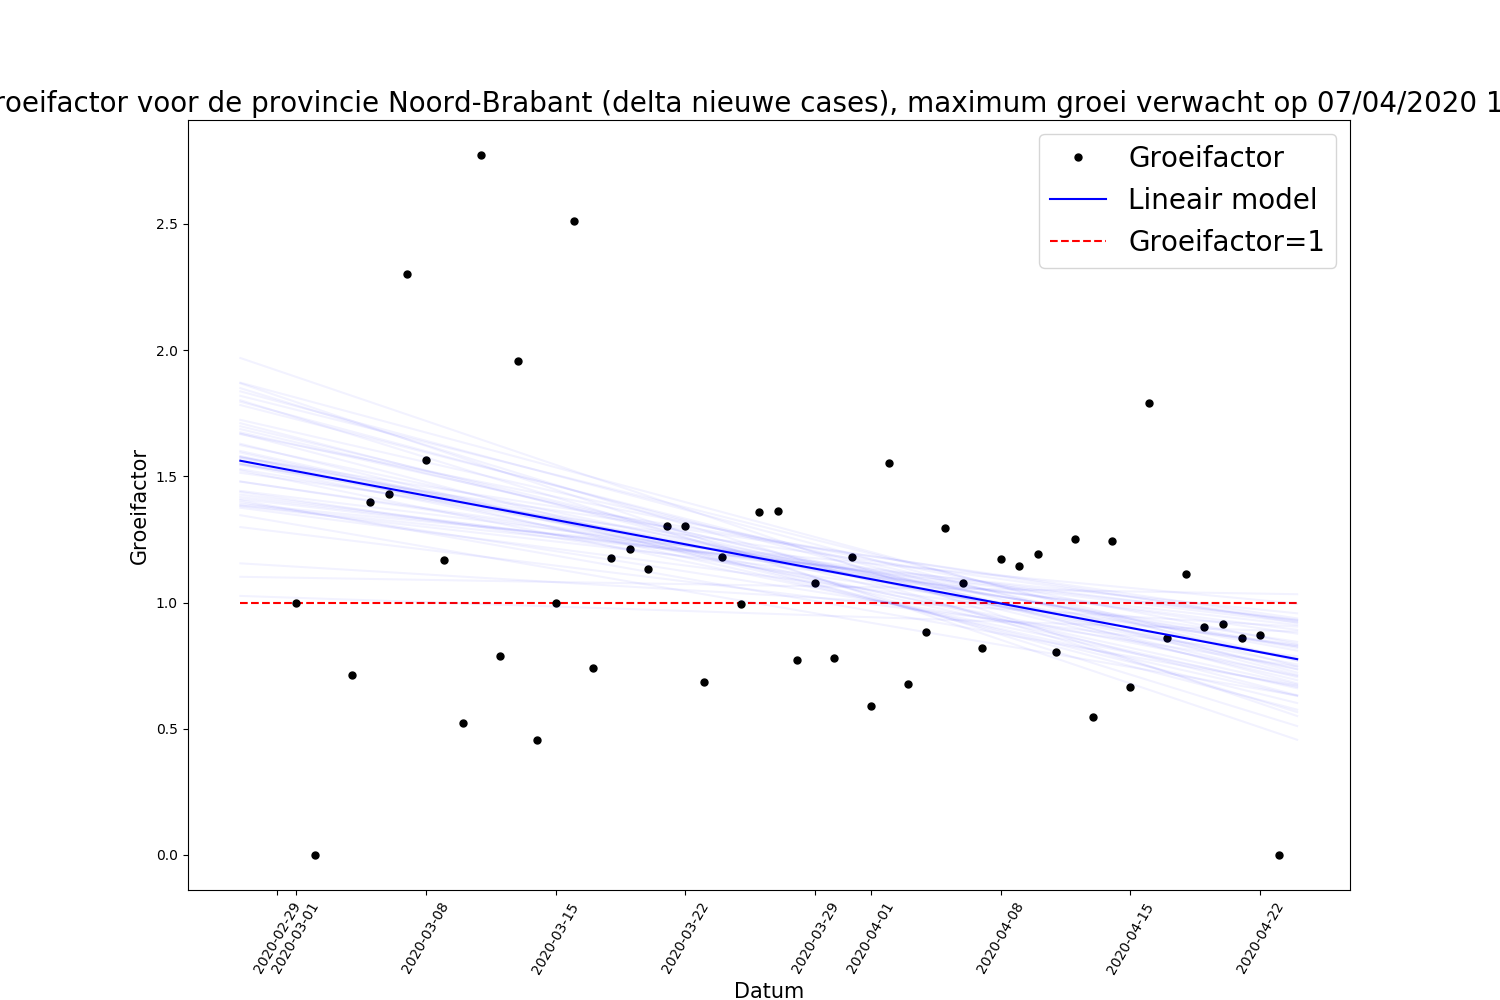 roeifactor voor de provincie Noord-Brabant (delta nieuwe cases), maximum groei verwacht op 07/04/2020 1
Groeifactor
Lineair model
Groeifactor=1
Groeifactor
2.5
2.0
1.5
1.0
0.5
0.0
2020-02-29
2020-03-01
2020-03-08
2020-03-15
2020-03-22
2020-03-29
2020-04-01
2020-04-08
2020-04-15
2020-04-22
Datum